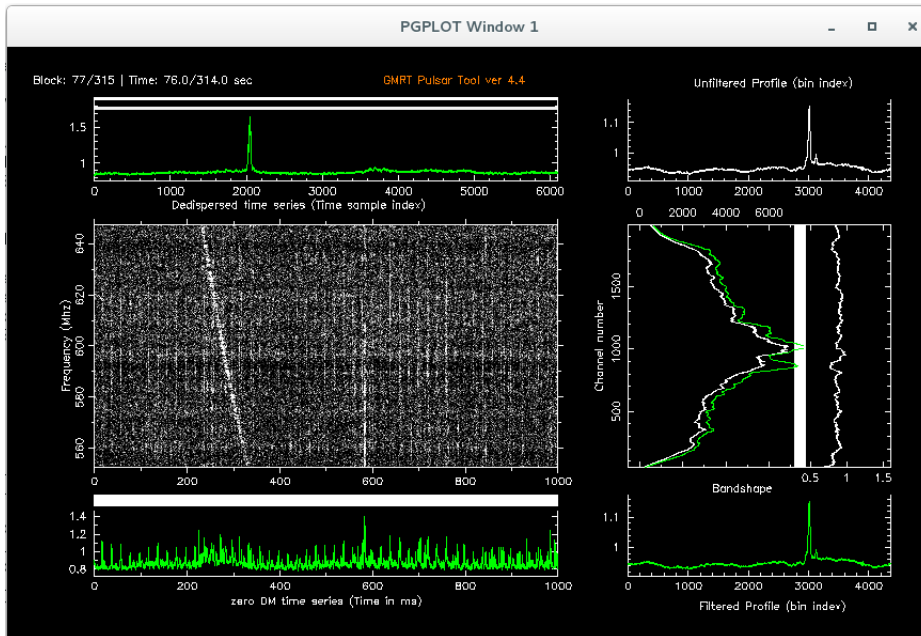 PGPLOT Window 1
Block: 77/315 | Time: 76.0/314.0 sec
GMRT Pulsar Tool ver 4.4
Unfiltered Profile (bin index)
1.5
1
0 1000 2000 3000 4000 5000 6000
Dedispersed time series (Time sample index)
1.1
1
0 1000 2000 3000 4000
0 2000 4000 6000
Frequency (Mhz)
640
620
600
580
560
0 200 400 600 800 1000
Channel number
1500
1000
500
0.5 1 1.5
Bandshape
1.4
1.2
1
0.8
0 200 400 600 800 1000
zero DM time series (Time in ms)
1.1
1
0 1000 2000 3000 4000
Filtered Profile (bin index)